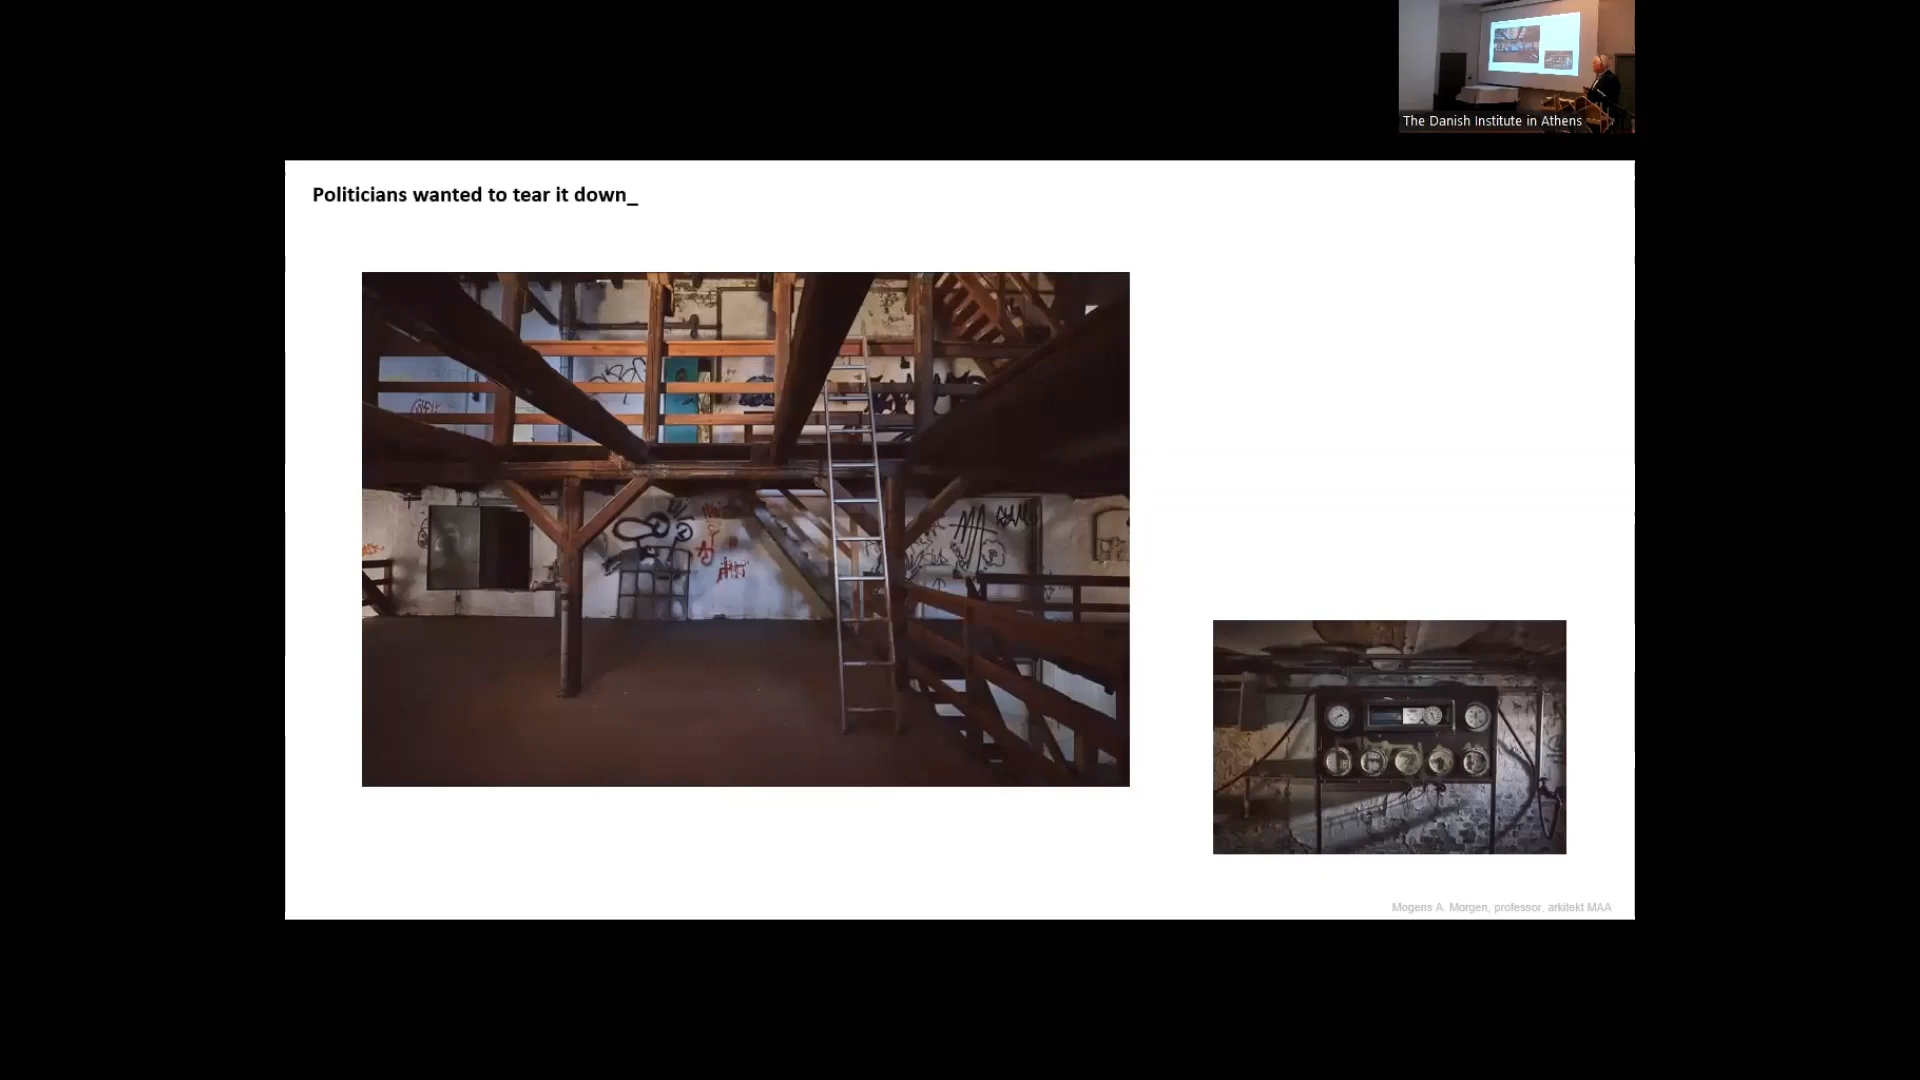 The Danish Institute in Athens
Politicians wanted to tear it down_
Mogens A. Morgen, professor, arkitekt MAA